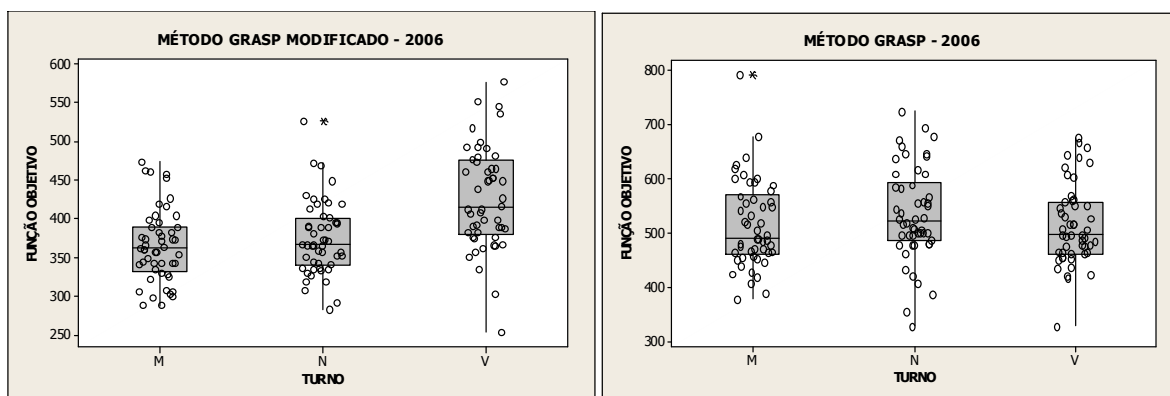 MÉTODO GRASP MODIFICADO - 2006
FUNÇÃO OBJETIVO
600
550
500
450
400
350
300
250
M
N
V
TURNO
MÉTODO GRASP - 2006
FUNÇÃO OBJETIVO
800
700
600
500
400
300
M
N
V
TURNO